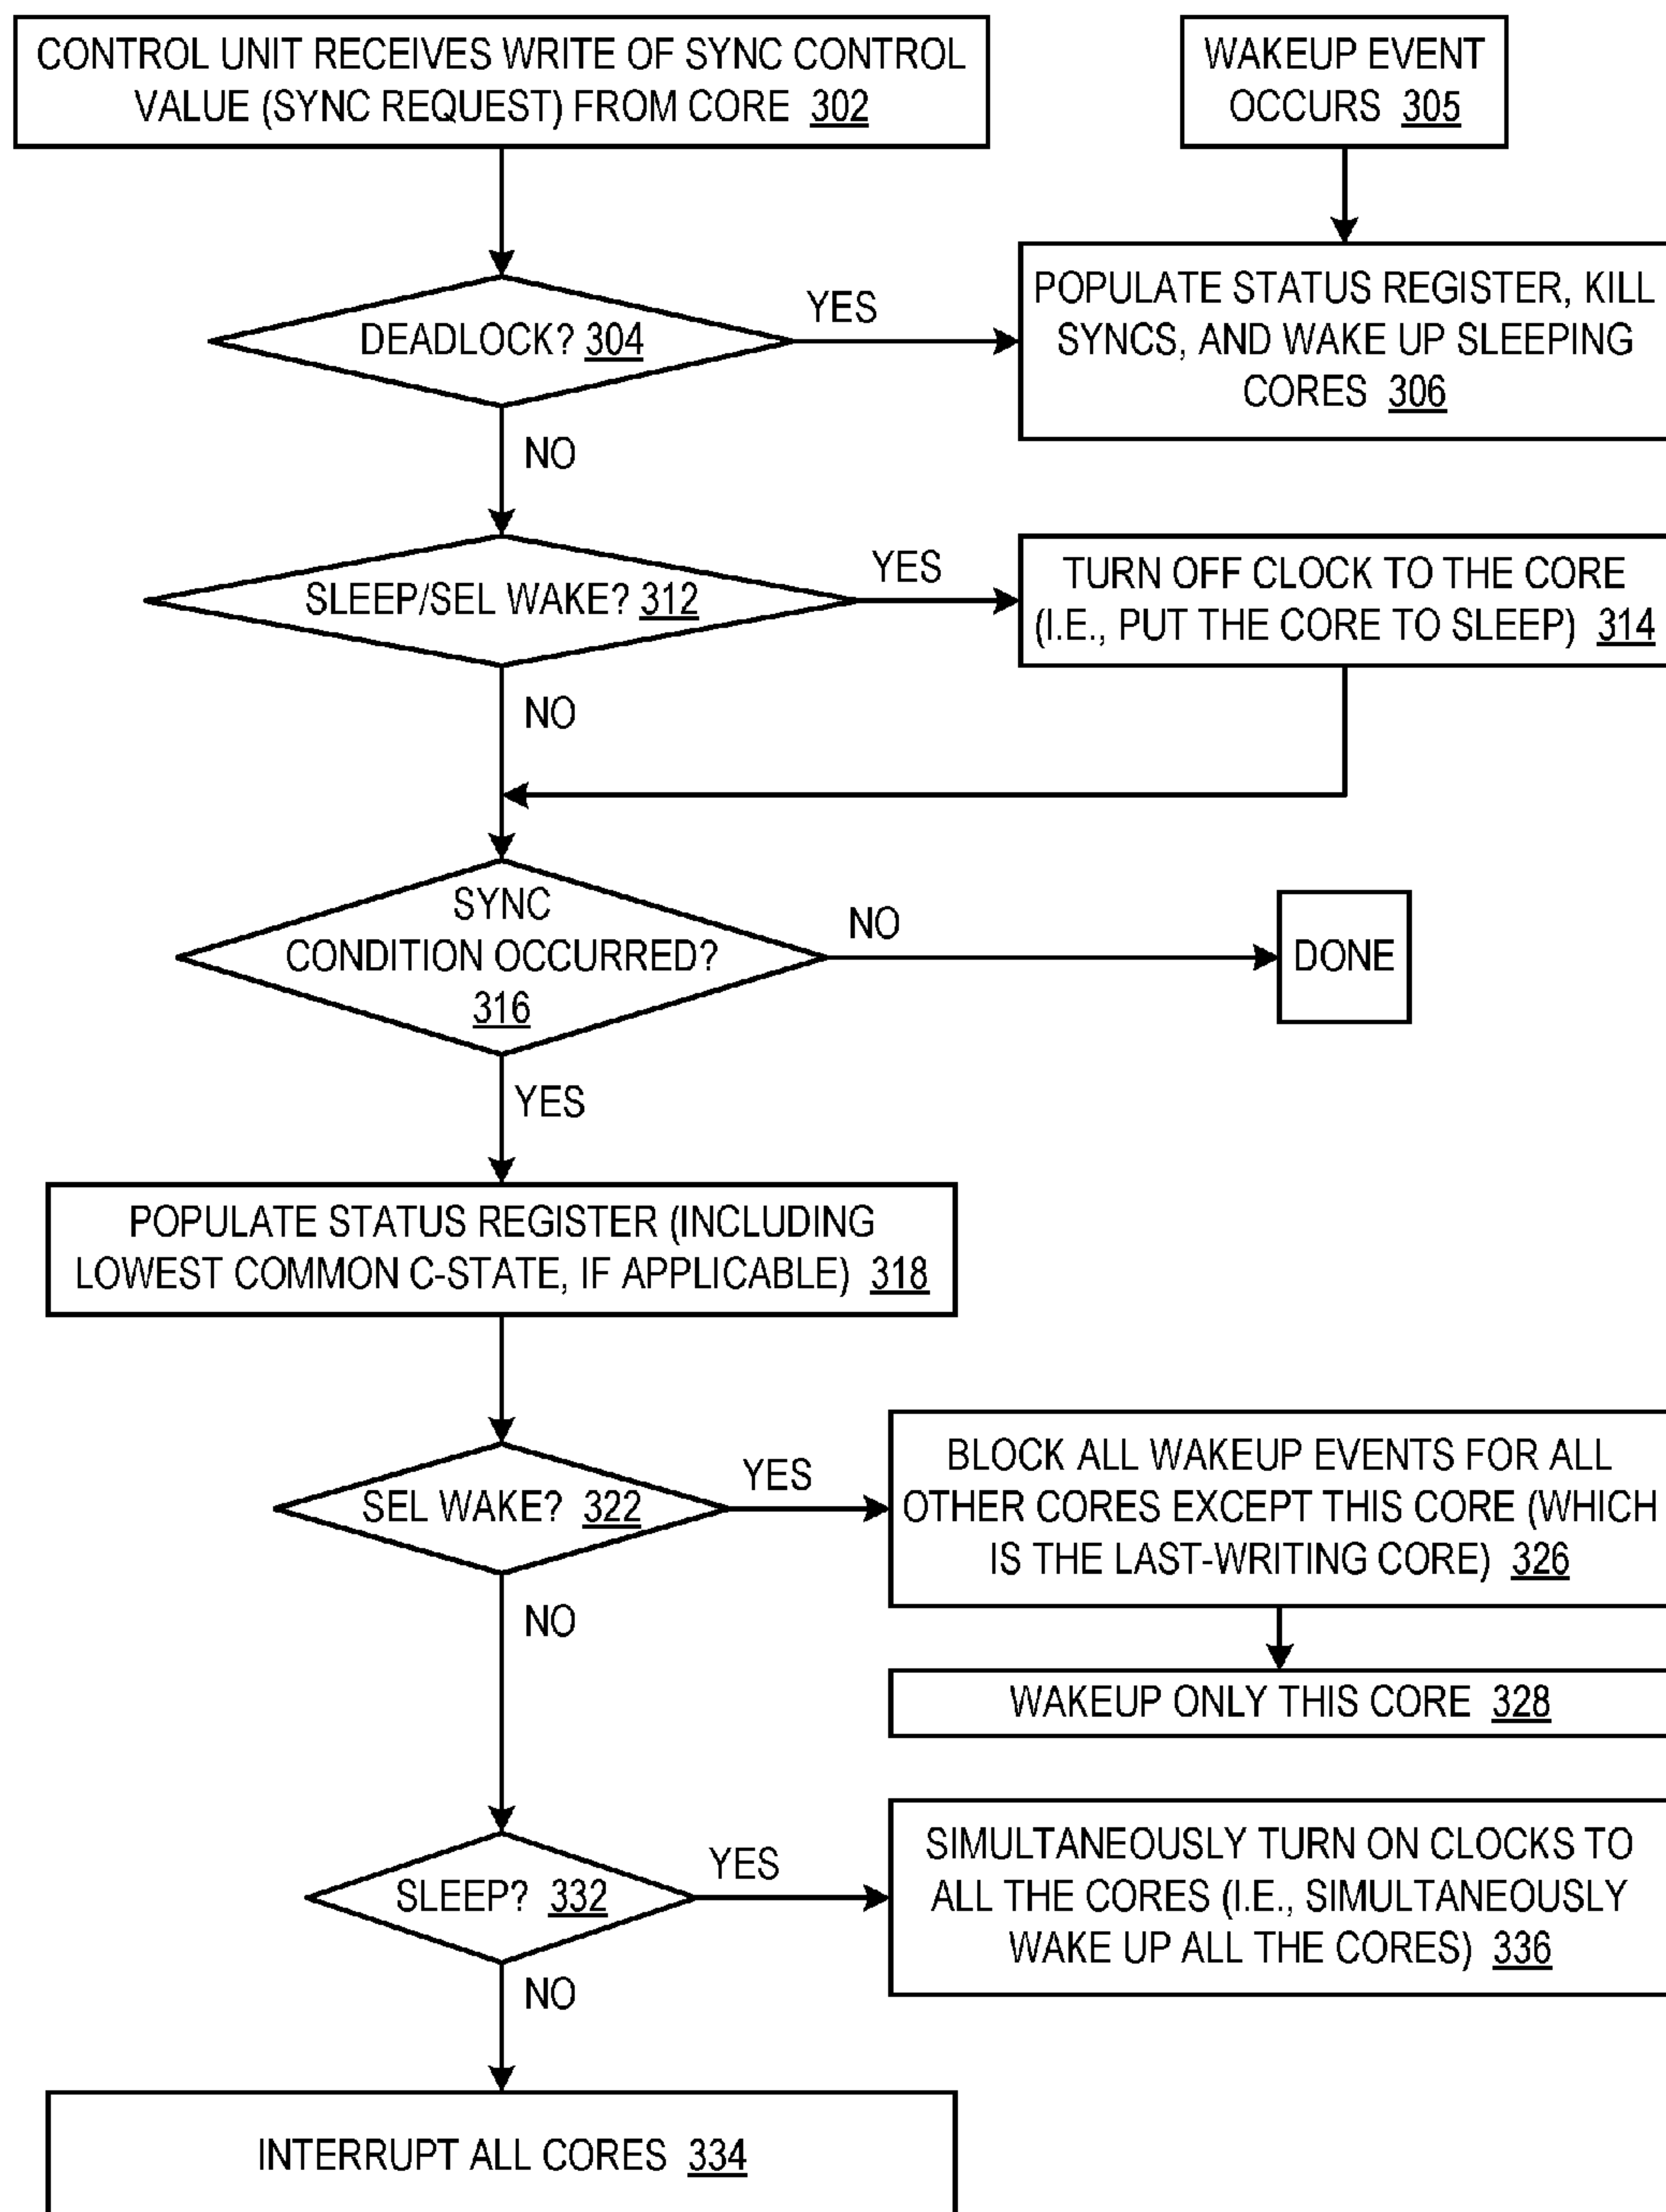 CONTROL UNIT RECEIVES WRITE OF SYNC CONTROL
VALUE (SYNC REQUEST) FROM CORE 302
WAKEUP EVENT
OCCURS 305
DEADLOCK? 304
YES
POPULATE STATUS REGISTER, KILL
SYNCS, AND WAKE UP SLEEPING
CORES 306
NO
SLEEP/SEL WAKE? 312
YES
TURN OFF CLOCK TO THE CORE
(I.E., PUT THE CORE TO SLEEP) 314
NO
SYNC
CONDITION OCCURRED?
316
NO
DONE
YES
POPULATE STATUS REGISTER (INCLUDING
LOWEST COMMON C-STATE, IF APPLICABLE) 318
SEL WAKE? 322
YES
BLOCK ALL WAKEUP EVENTS FOR ALL
OTHER CORES EXCEPT THIS CORE (WHICH
IS THE LAST-WRITING CORE) 326
NO
WAKEUP ONLY THIS CORE 328
SLEEP? 332
YES
SIMULTANEOUSLY TURN ON CLOCKS TO
ALL THE CORES (I.E., SIMULTANEOUSLY
WAKE UP ALL THE CORES) 336
NO
INTERRUPT ALL CORES 334